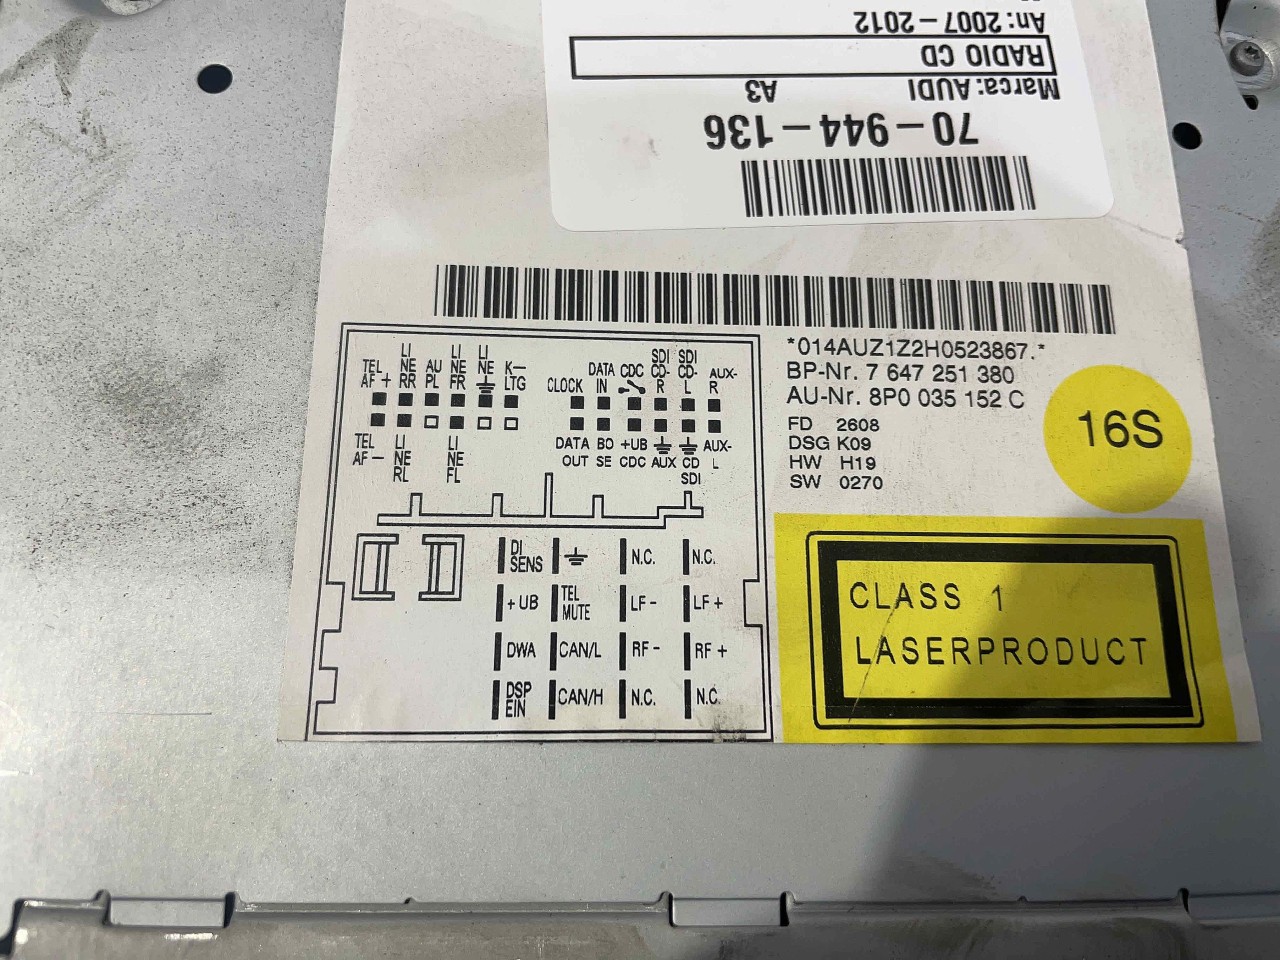 An: 2007-2012
RADIO CD
Marca: AUDI A3
70-944-136
*014AUZ1Z2H0523867.*
BP-Nr. 7 647 251 380
AU-Nr. 8P0 035 152 C
FD 2608
DSG K09
HW H19
SW 0270
16S
CLASS 1
LASERPRODUCT
TEL AF +
LI NE RR
AU PL
LI NE FR
LI NE
K- LTG
CLOCK
DATA IN
CDC
SDI CD- R
SDI CD- L
AUX- R
TEL AF -
LI NE RL
LI NE FL
DATA OUT
BO SE
+UB CDC
AUX
CD SDI
AUX- L
DI SENS
N.C.
N.C.
+UB
TEL MUTE
LF -
LF +
DWA
CAN/L
RF -
RF +
DSP EIN
CAN/H
N.C.
N.C.